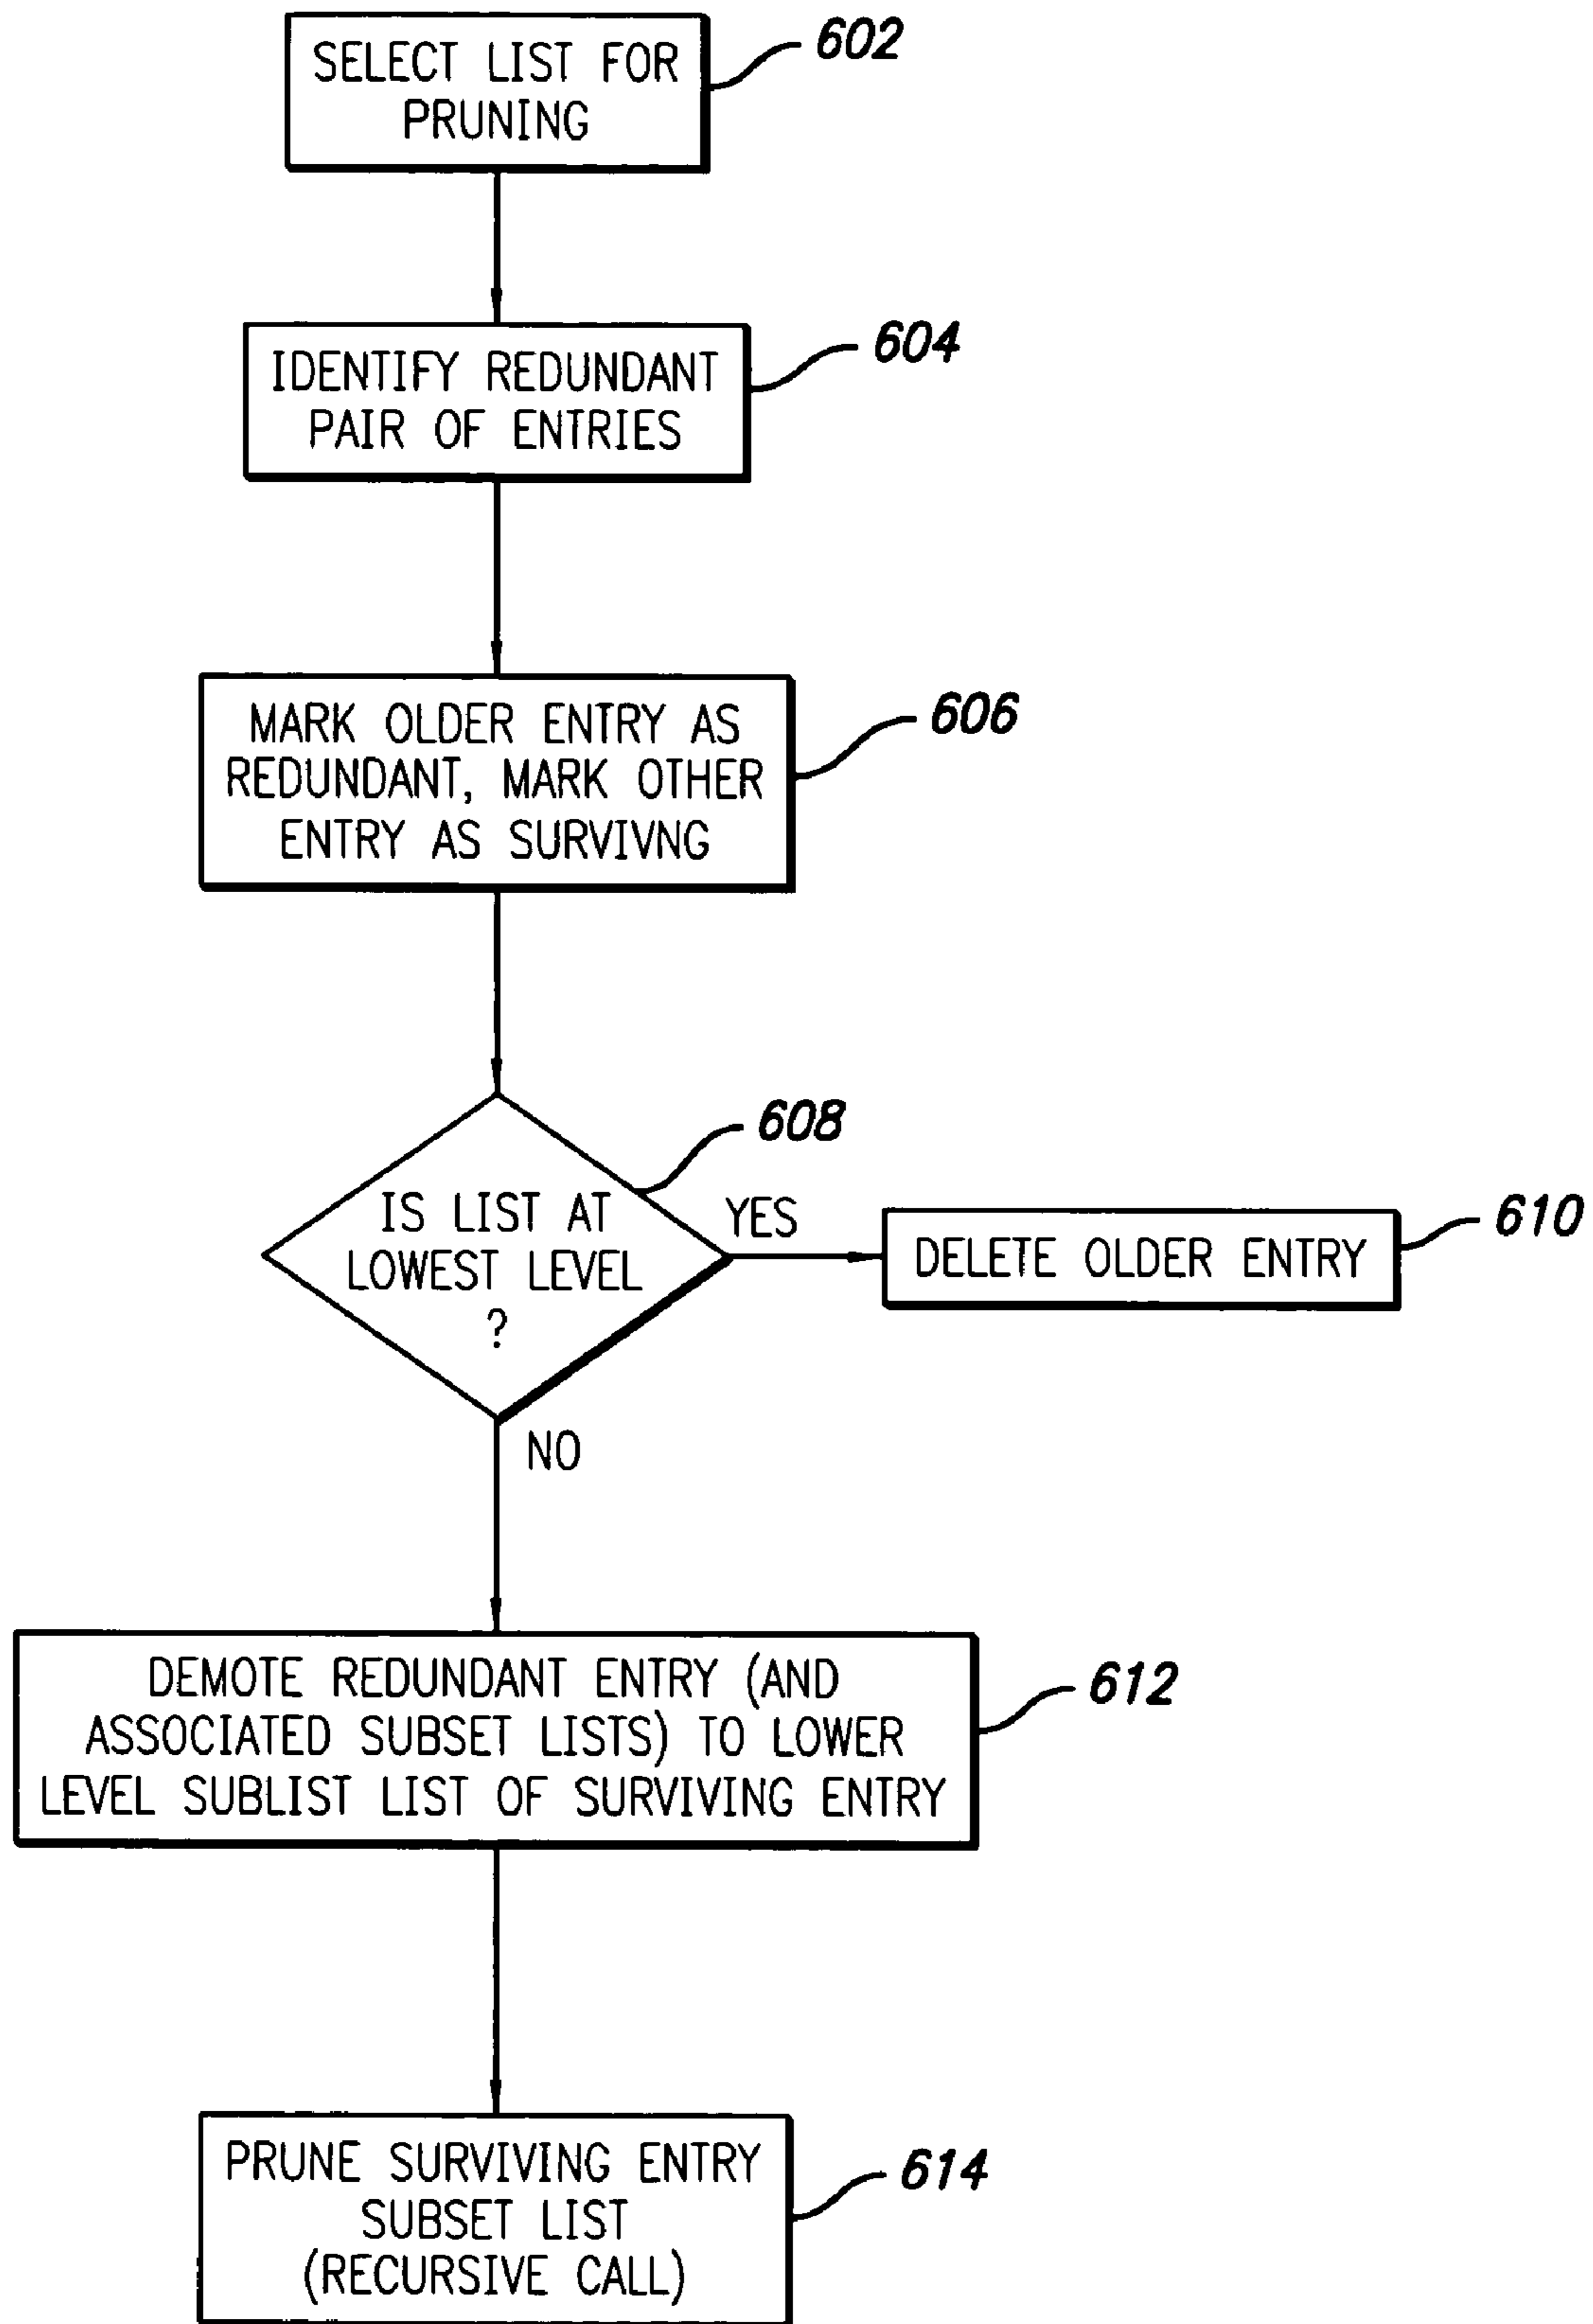 SELECT LIST FOR
PRUNING
602
IDENTIFY REDUNDANT
PAIR OF ENTRIES
604
MARK OLDER ENTRY AS
REDUNDANT, MARK OTHER
ENTRY AS SURVIVNG
606
608
IS LIST AT
LOWEST LEVEL
?
YES
DELETE OLDER ENTRY
610
NO
DEMOTE REDUNDANT ENTRY (AND
ASSOCIATED SUBSET LISTS) TO LOWER
LEVEL SUBLIST LIST OF SURVIVING ENTRY
612
PRUNE SURVIVING ENTRY
SUBSET LIST
(RECURSIVE CALL)
614